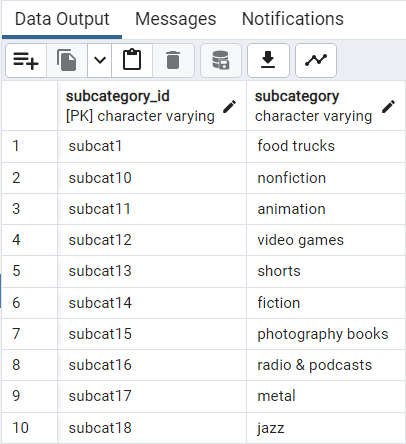 Data Output Messages Notifications
subcategory_id subcategory
[PK] character varying character varying
1 subcat1 food trucks
2 subcat10 nonfiction
3 subcat11 animation
4 subcat12 video games
5 subcat13 shorts
6 subcat14 fiction
7 subcat15 photography books
8 subcat16 radio & podcasts
9 subcat17 metal
10 subcat18 jazz